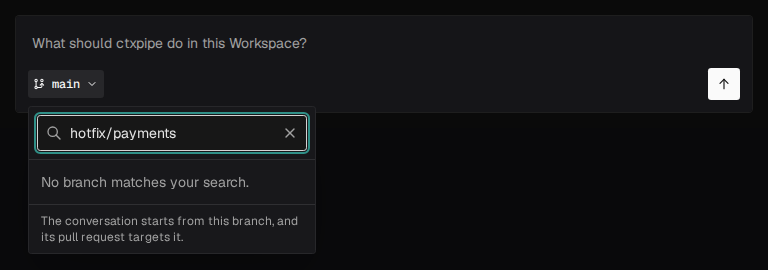 What should ctxpipe do in this Workspace?
main
hotfix/payments
No branch matches your search.
The conversation starts from this branch, and
its pull request targets it.